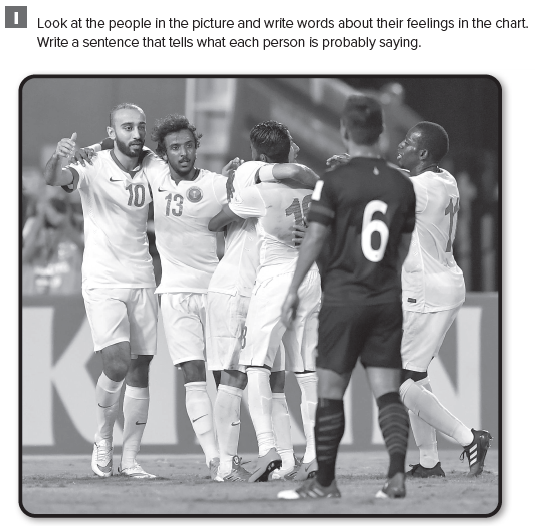 I Look at the people in the picture and write words about their feelings in the chart.
Write a sentence that tells what each person is probably saying.
10
13
6